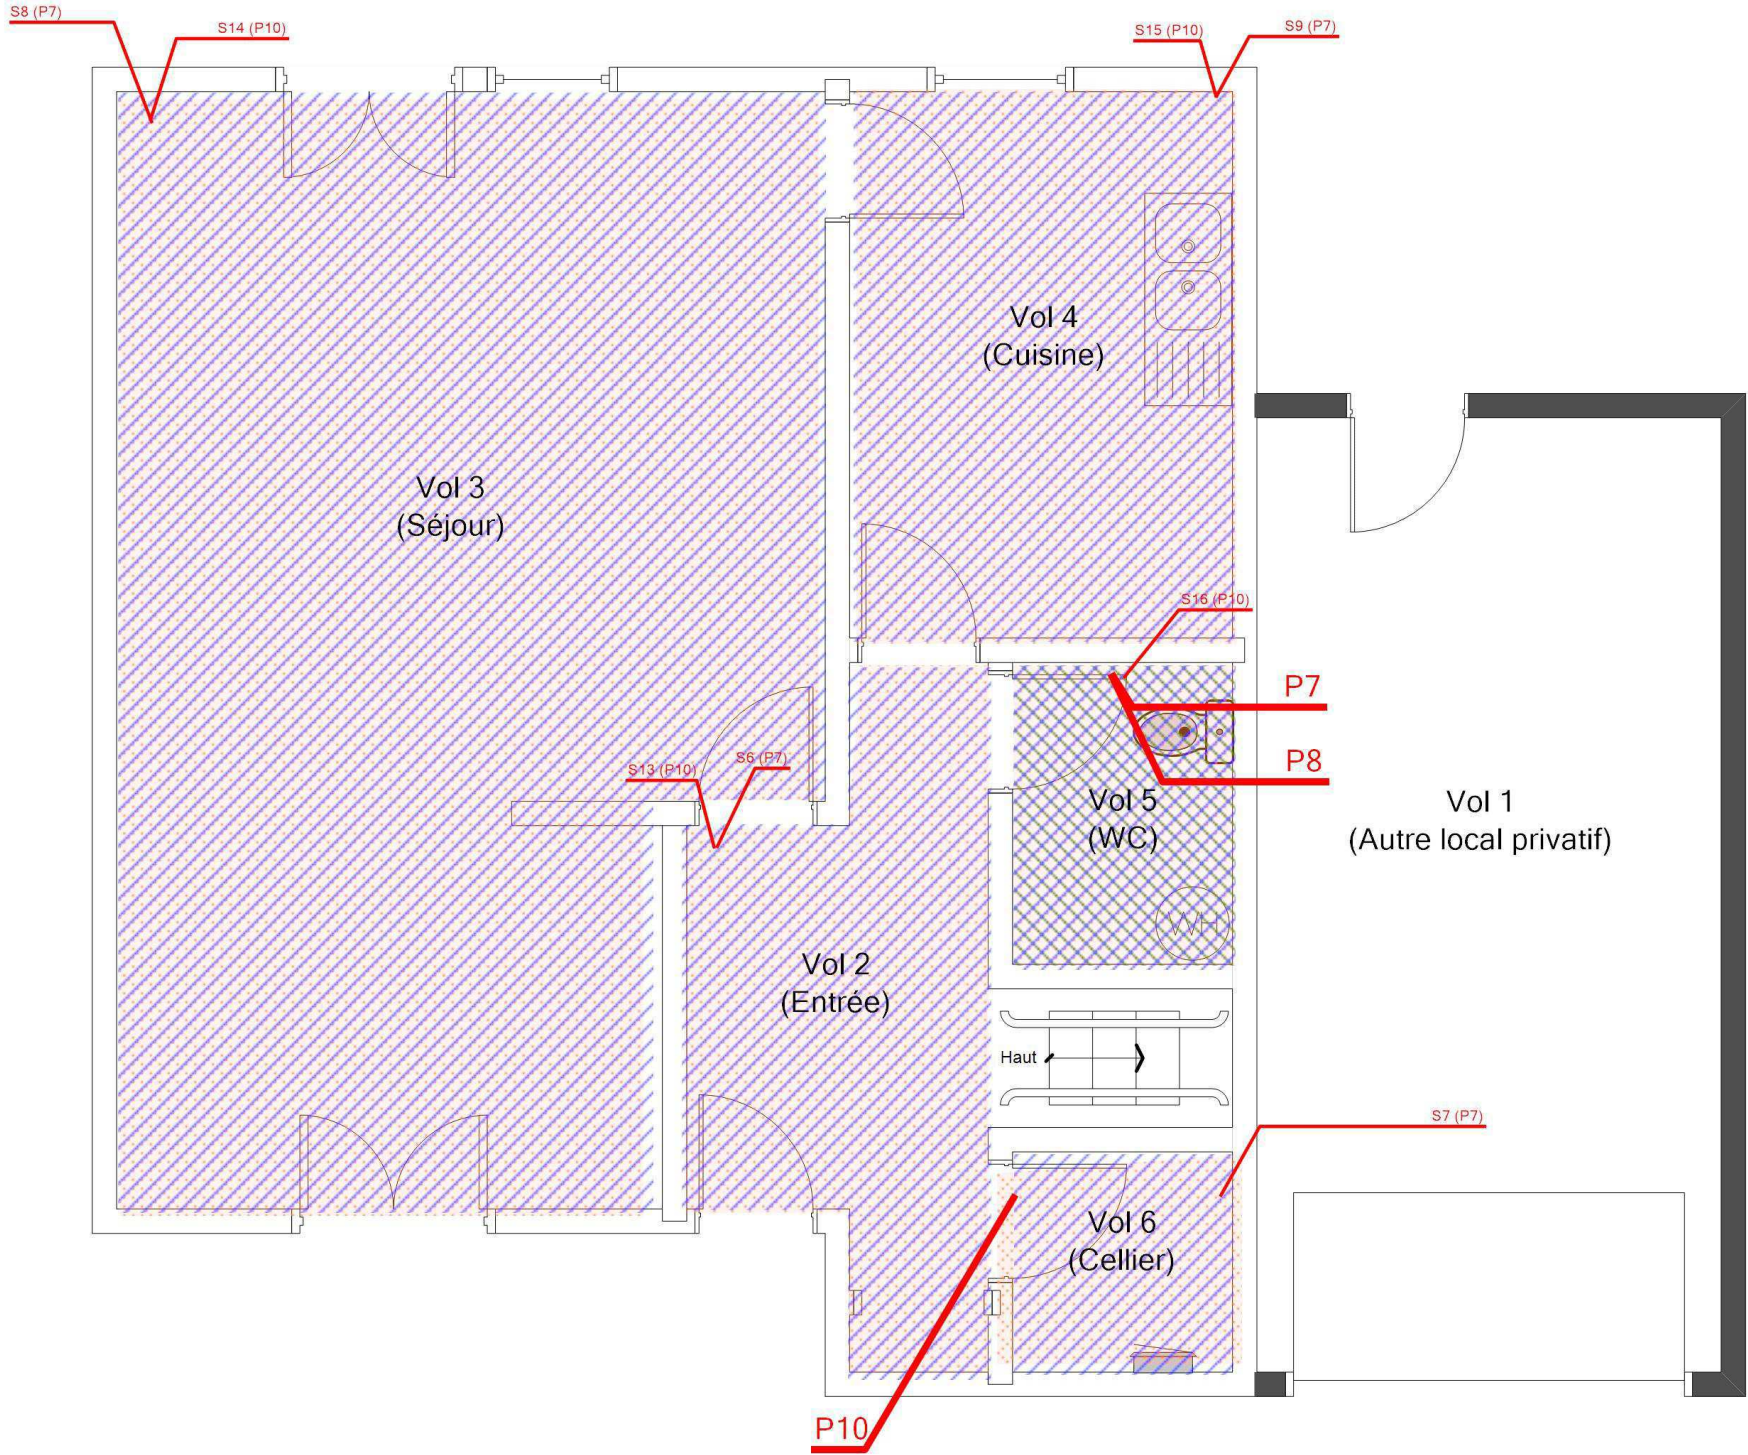 S8 (P7)
S14 (P10)
S15 (P10)
S9 (P7)
Vol 4
(Cuisine)
Vol 3
(Séjour)
S16 (P10)
P7
S13 (P10)
S6 (P7)
P8
Vol 5
(WC)
Vol 1
(Autre local privatif)
WH
Vol 2
(Entrée)
Haut
S7 (P7)
Vol 6
(Cellier)
P10